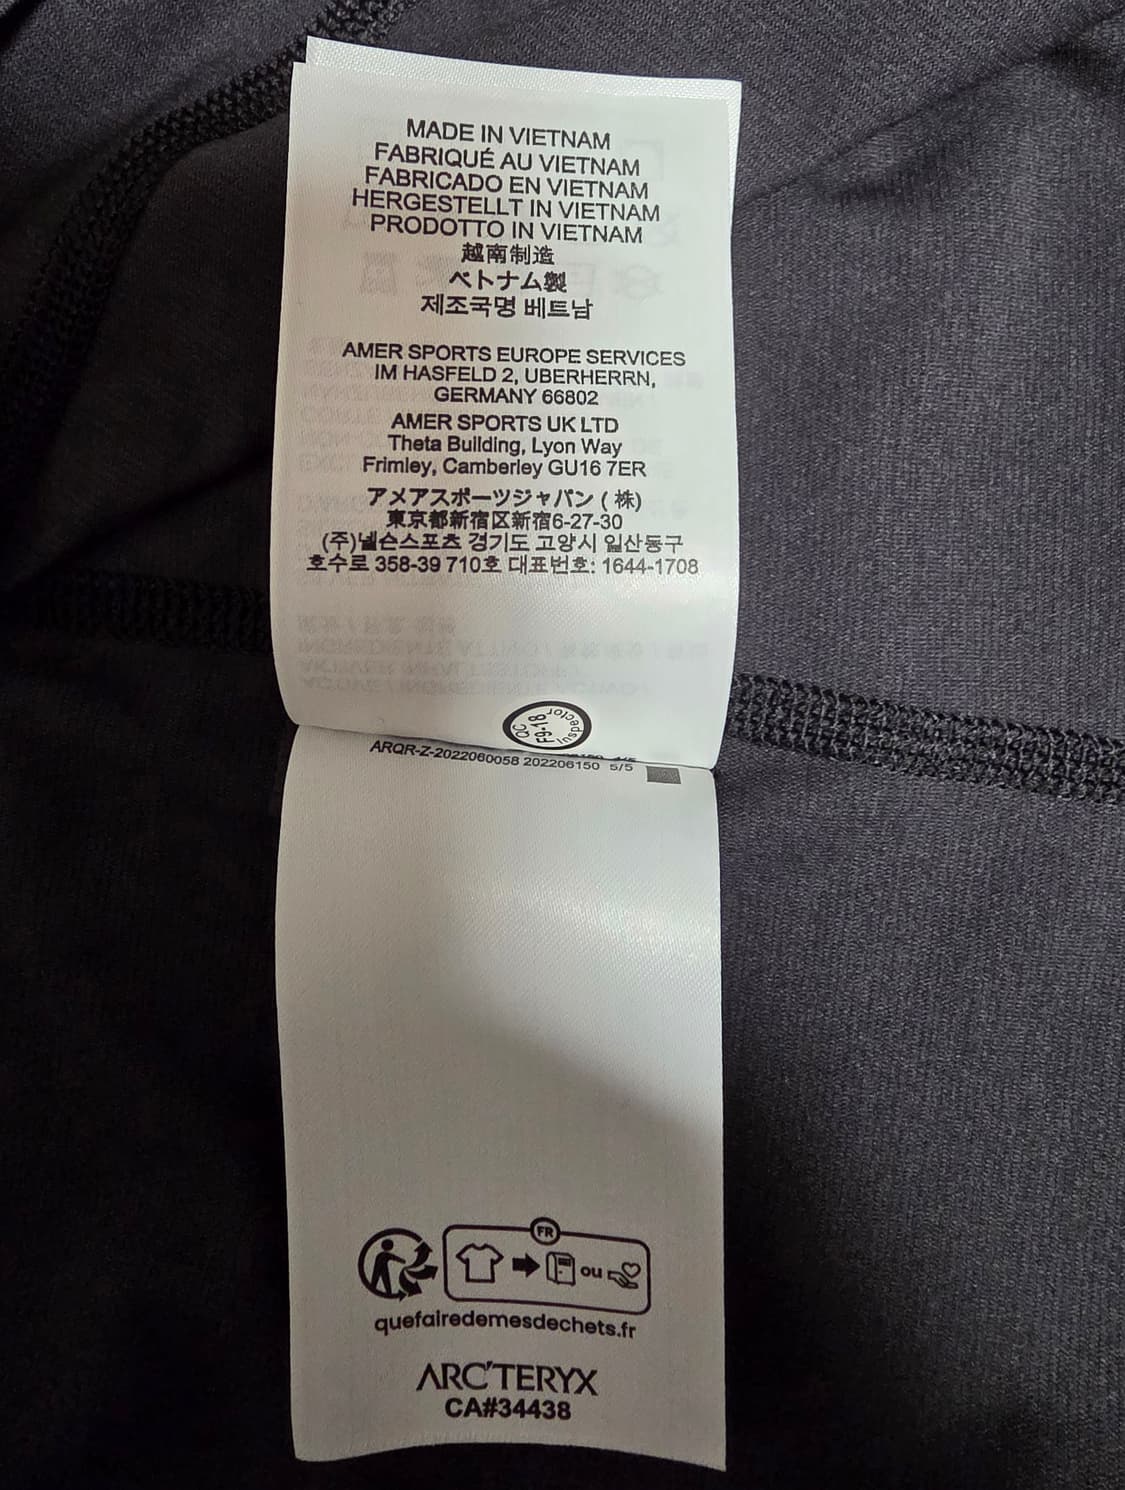 MADE IN VIETNAM
FABRIQUÉ AU VIETNAM
FABRICADO EN VIETNAM
HERGESTELLT IN VIETNAM
PRODOTTO IN VIETNAM
越南制造
ベトナム製
제조국명 베트남
AMER SPORTS EUROPE SERVICES
IM HASFELD 2, UBERHERRN,
GERMANY 66802
AMER SPORTS UK LTD
Theta Building, Lyon Way
Frimley, Camberley GU16 7ER
アメアスポーツジャパン ( 株)
東京都新宿区新宿6-27-30
(주)넬슨스포츠 경기도 고양시 일산동구
호수로 358-39 710호 대표번호: 1644-1708
QC
F9-18
Inspector
ARQR-Z-2022060058 202206150 5/5
FR
ou
quefairedemesdechets.fr
ARC'TERYX
CA#34438